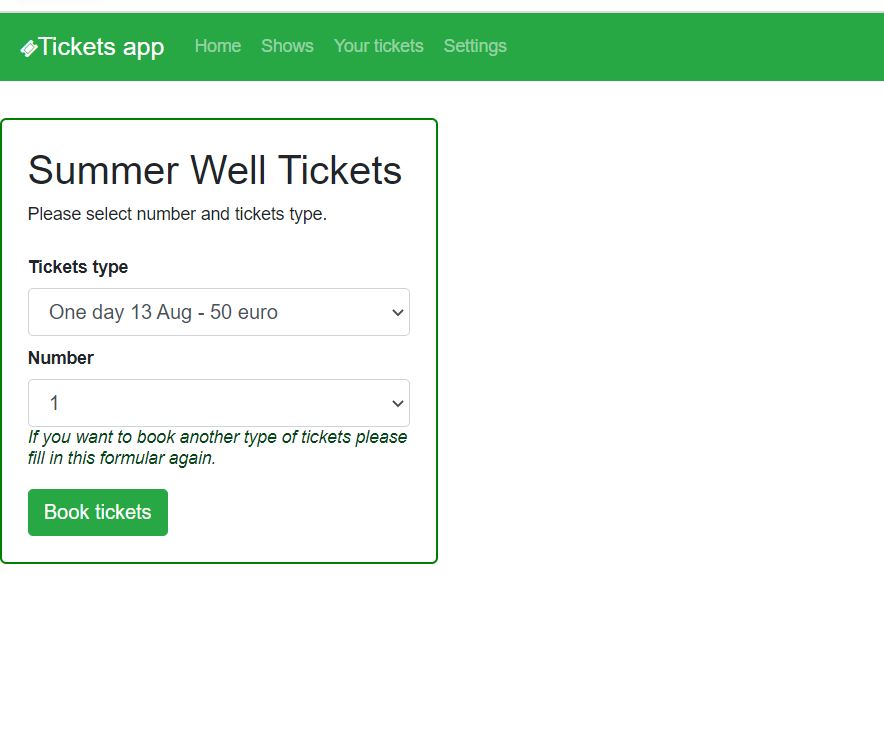 Tickets app Home Shows Your tickets Settings
Summer Well Tickets
Please select number and tickets type.
Tickets type
One day 13 Aug - 50 euro
Number
1
If you want to book another type of tickets please
fill in this formular again.
Book tickets